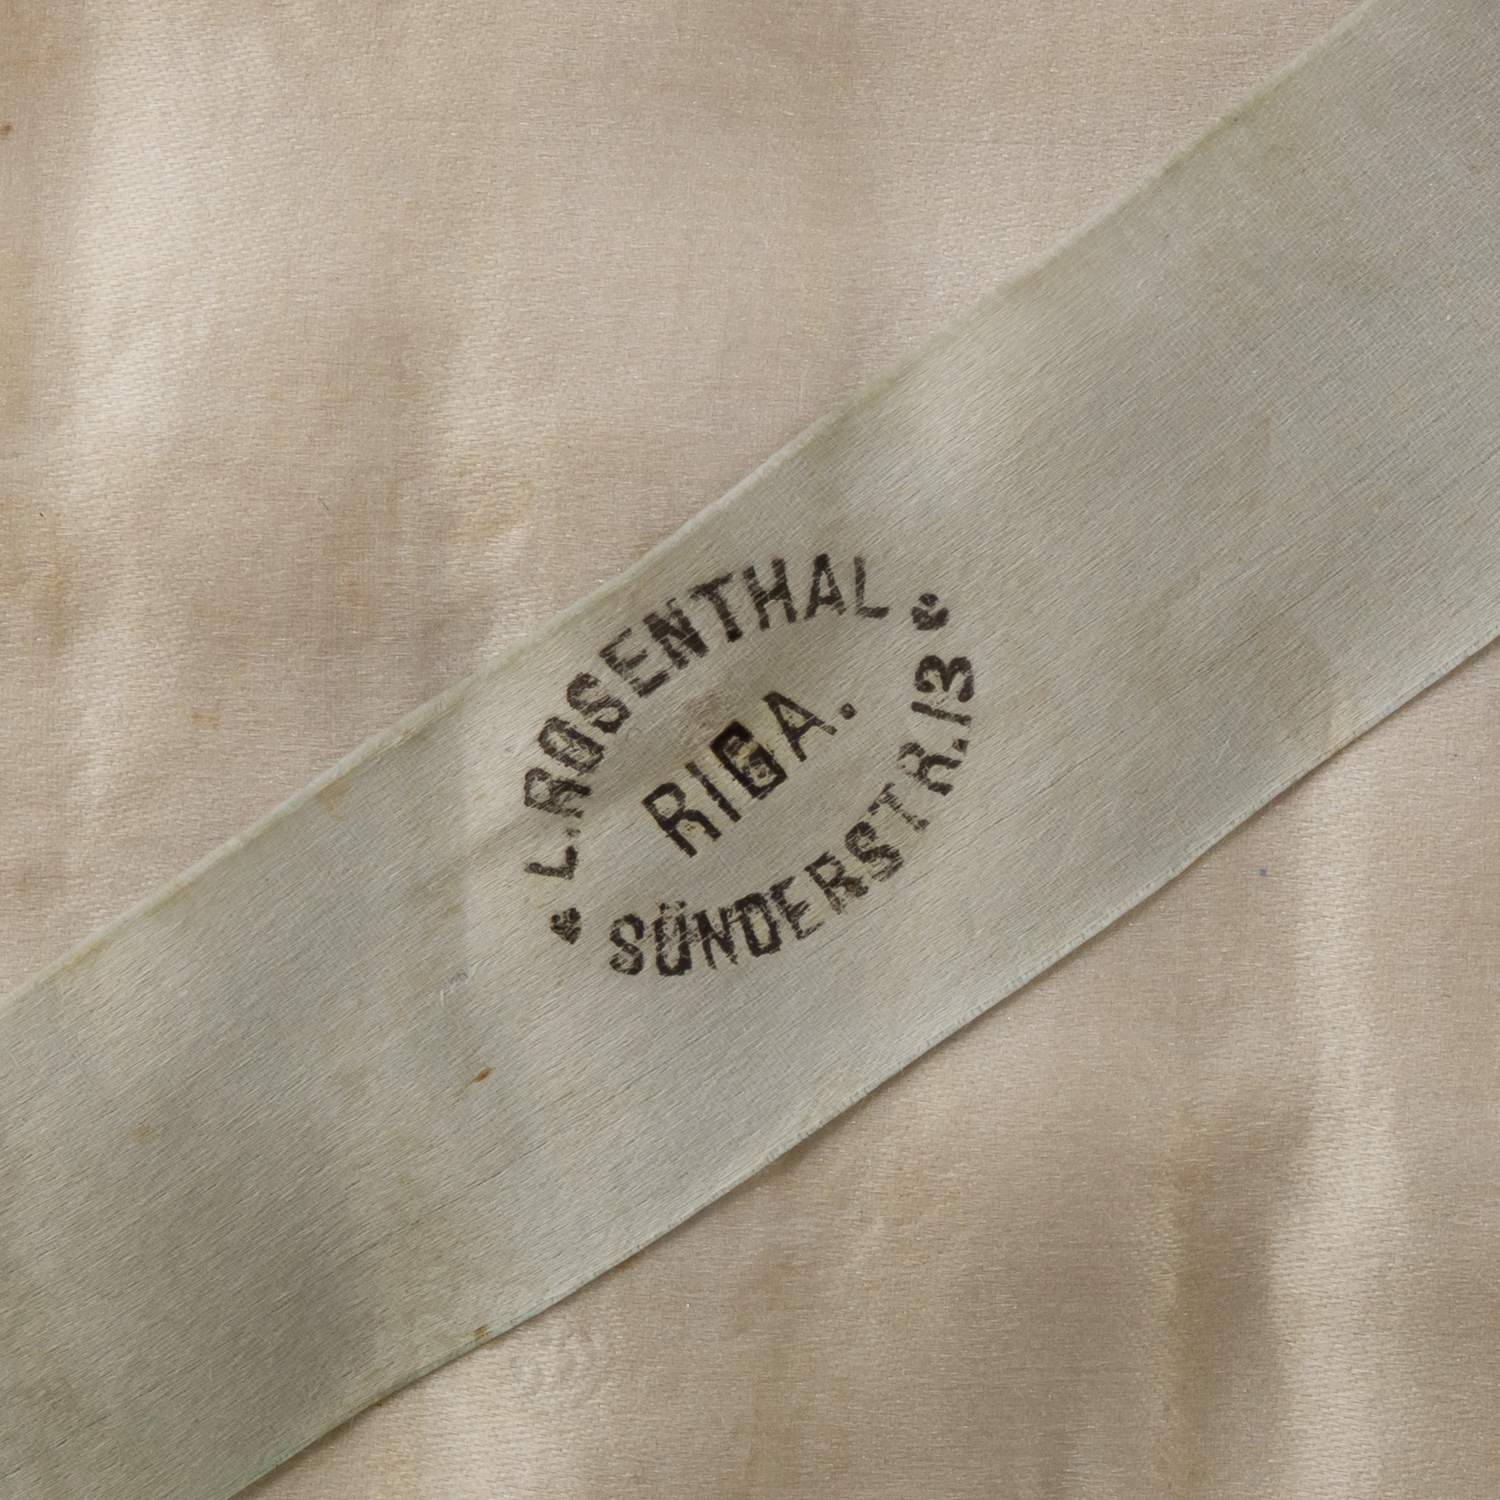 L. ROSENTHAL
RIGA.
SÜNDERSTR. 13